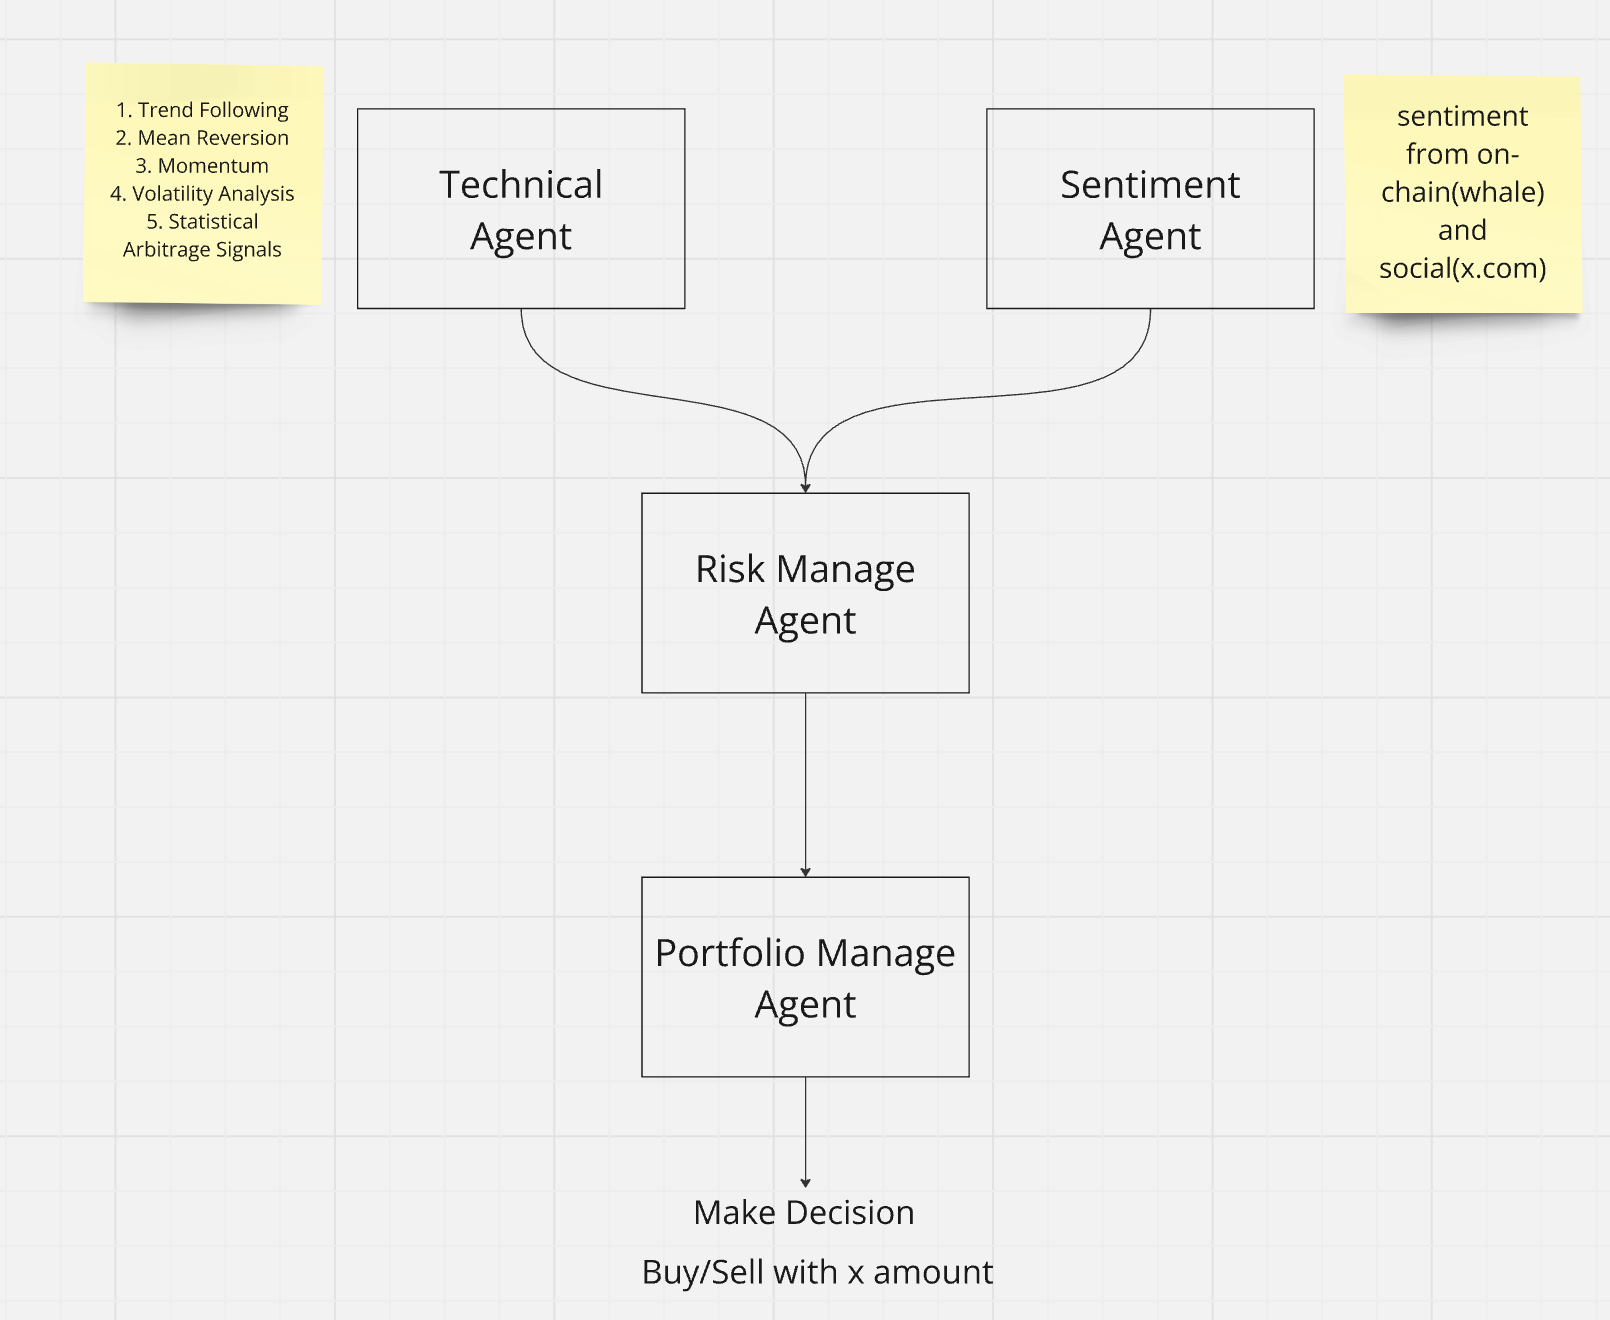 1. Trend Following
2. Mean Reversion
3. Momentum
4. Volatility Analysis
5. Statistical
Arbitrage Signals
Technical
Agent
Sentiment
Agent
sentiment
from on-
chain(whale)
and
social(x.com)
Risk Manage
Agent
Portfolio Manage
Agent
Make Decision
Buy/Sell with x amount